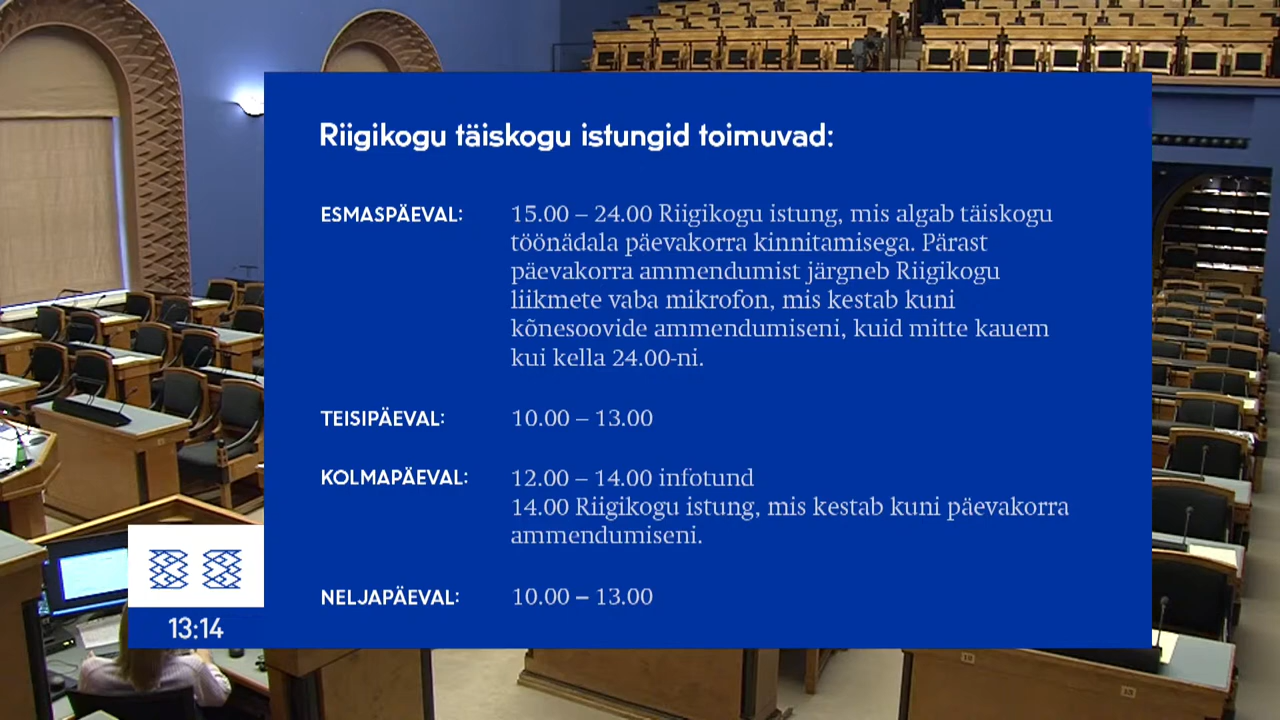 Riigikogu täiskogu istungid toimuvad:
ESMASPÄEVAL: 15.00 – 24.00 Riigikogu istung, mis algab täiskogu
töönädala päevakorra kinnitamisega. Pärast
päevakorra ammendumist järgneb Riigikogu
liikmete vaba mikrofon, mis kestab kuni
kõnesoovide ammendumiseni, kuid mitte kauem
kui kella 24.00-ni.
TEISIPÄEVAL: 10.00 – 13.00
KOLMAPÄEVAL: 12.00 – 14.00 infotund
14.00 Riigikogu istung, mis kestab kuni päevakorra
ammendumiseni.
NELJAPÄEVAL: 10.00 – 13.00
13:14